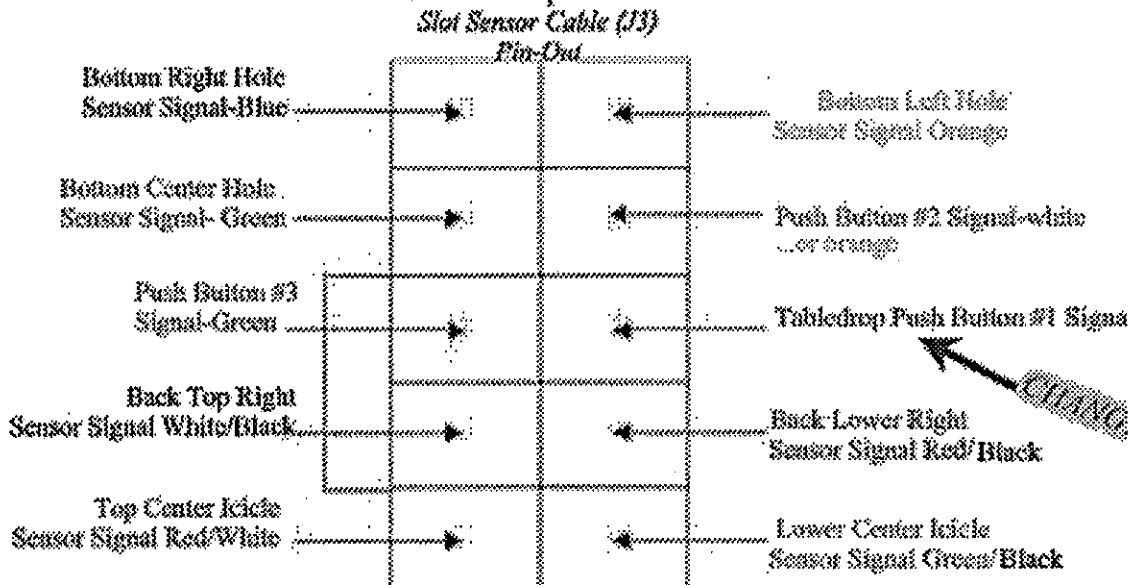 Slot Sensor Cable (J3)
Pin-Out
Bottom Right Hole
Sensor Signal-Blue
Bottom Left Hole
Sensor Signal Orange
Bottom Center Hole
Sensor Signal- Green
Push Button #2 Signal-white
...or orange
Push Button #3
Signal-Green
Tabledrop Push Button #1 Signa
Back Top Right
Sensor Signal White/Black
Back Lower Right
Sensor Signal Red/Black
Top Center Icicle
Sensor Signal Red/White
Lower Center Icicle
Sensor Signal Green/Black